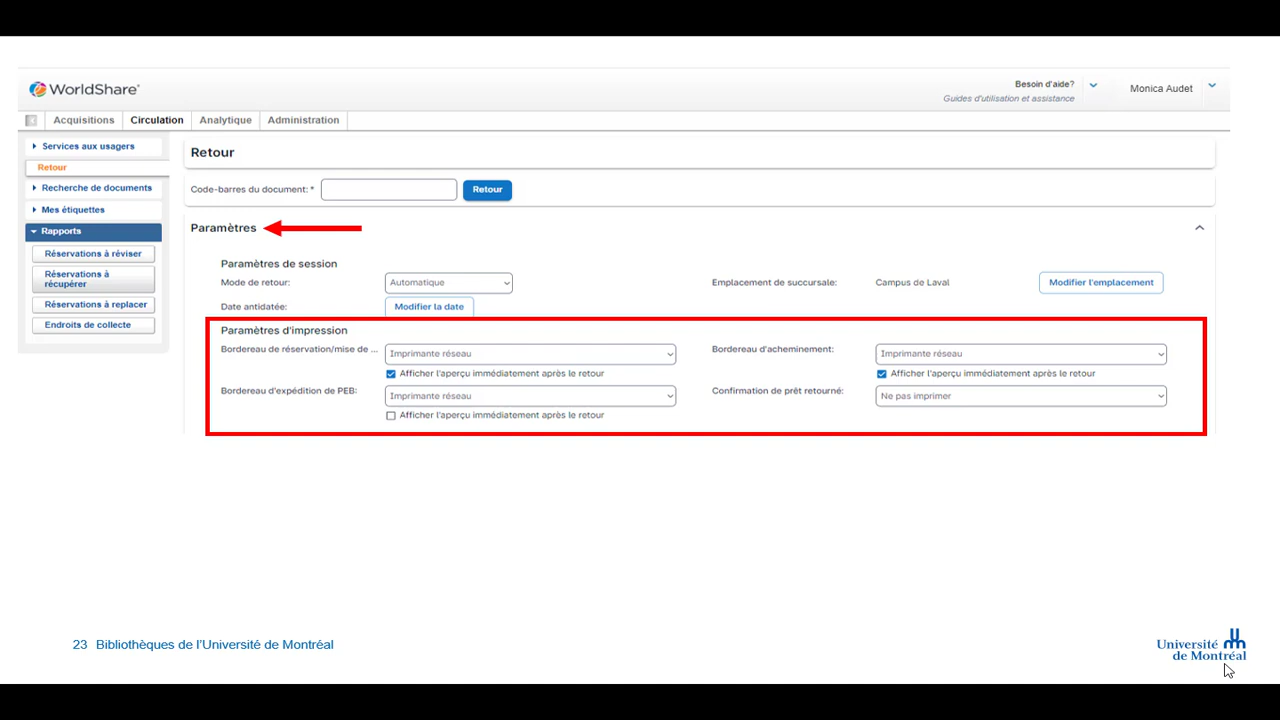 WorldShare®
Besoin d'aide?
Guides d'utilisation et assistance
Monica Audet
Acquisitions
Circulation
Analytique
Administration
Services aux usagers
Retour
Recherche de documents
Mes étiquettes
Rapports
Réservations à réviser
Réservations à
récupérer
Réservations à replacer
Endroits de collecte
Retour
Code-barres du document: *
Retour
Paramètres
Paramètres de session
Mode de retour: Automatique
Emplacement de succursale: Campus de Laval Modifier l'emplacement
Date antidatée: Modifier la date
Paramètres d'impression
Bordereau de réservation/mise de ... Imprimante réseau
Afficher l'aperçu immédiatement après le retour
Bordereau d'acheminement: Imprimante réseau
Afficher l'aperçu immédiatement après le retour
Bordereau d'expédition de PEB: Imprimante réseau
Afficher l'aperçu immédiatement après le retour
Confirmation de prêt retourné: Ne pas imprimer
23 Bibliothèques de l'Université de Montréal
Université
de Montréal